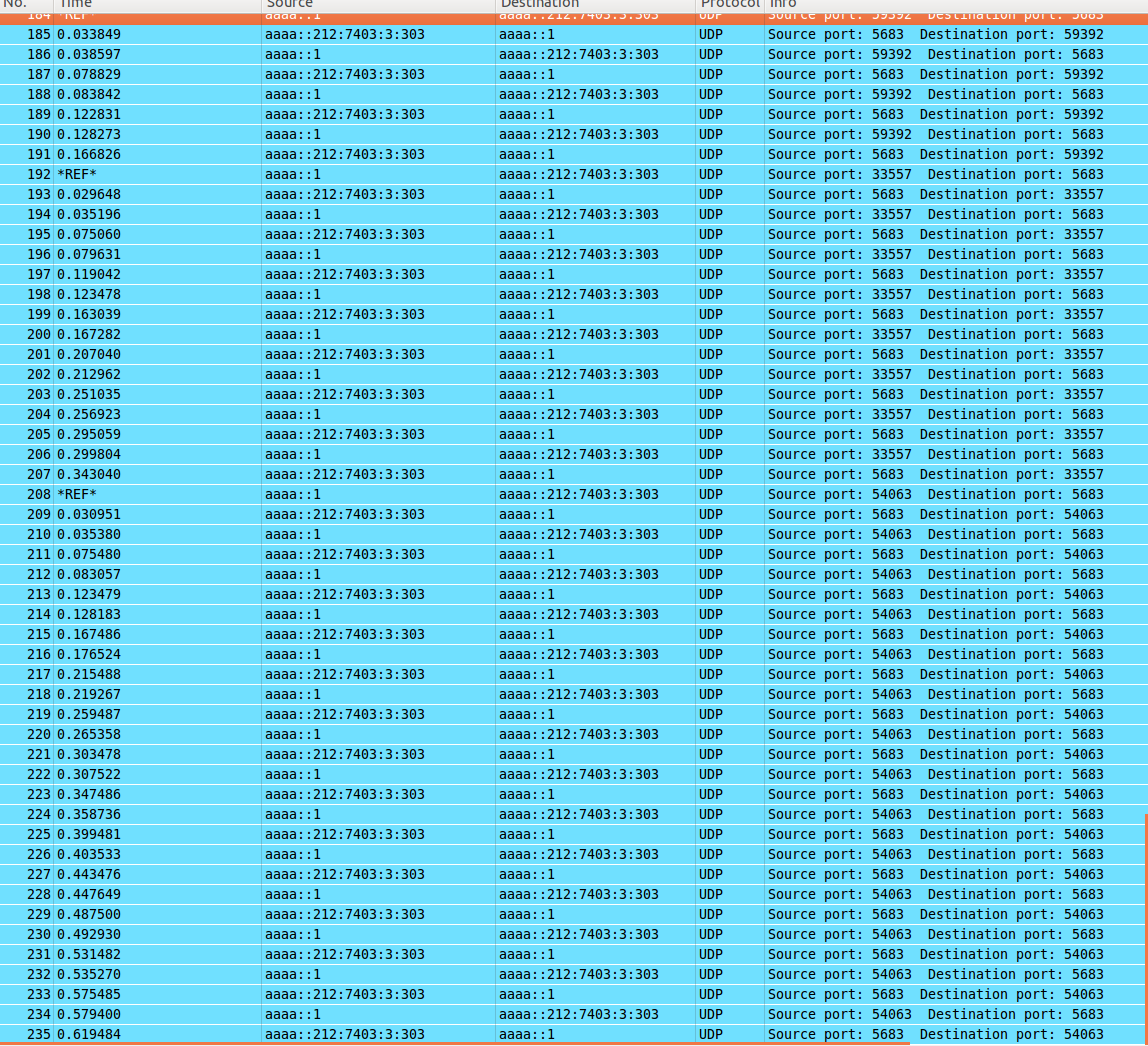 No. Time Source Destination Protocol Info
184 *REF* aaaa::1 aaaa::212:7403:3:303 UDP Source port: 59392 Destination port: 5683
185 0.033849 aaaa::212:7403:3:303 aaaa::1 UDP Source port: 5683 Destination port: 59392
186 0.038597 aaaa::1 aaaa::212:7403:3:303 UDP Source port: 59392 Destination port: 5683
187 0.078829 aaaa::212:7403:3:303 aaaa::1 UDP Source port: 5683 Destination port: 59392
188 0.083842 aaaa::1 aaaa::212:7403:3:303 UDP Source port: 59392 Destination port: 5683
189 0.122831 aaaa::212:7403:3:303 aaaa::1 UDP Source port: 5683 Destination port: 59392
190 0.128273 aaaa::1 aaaa::212:7403:3:303 UDP Source port: 59392 Destination port: 5683
191 0.166826 aaaa::212:7403:3:303 aaaa::1 UDP Source port: 5683 Destination port: 59392
192 *REF* aaaa::1 aaaa::212:7403:3:303 UDP Source port: 33557 Destination port: 5683
193 0.029648 aaaa::212:7403:3:303 aaaa::1 UDP Source port: 5683 Destination port: 33557
194 0.035196 aaaa::1 aaaa::212:7403:3:303 UDP Source port: 33557 Destination port: 5683
195 0.075060 aaaa::212:7403:3:303 aaaa::1 UDP Source port: 5683 Destination port: 33557
196 0.079631 aaaa::1 aaaa::212:7403:3:303 UDP Source port: 33557 Destination port: 5683
197 0.119042 aaaa::212:7403:3:303 aaaa::1 UDP Source port: 5683 Destination port: 33557
198 0.123478 aaaa::1 aaaa::212:7403:3:303 UDP Source port: 33557 Destination port: 5683
199 0.163039 aaaa::212:7403:3:303 aaaa::1 UDP Source port: 5683 Destination port: 33557
200 0.167282 aaaa::1 aaaa::212:7403:3:303 UDP Source port: 33557 Destination port: 5683
201 0.207040 aaaa::212:7403:3:303 aaaa::1 UDP Source port: 5683 Destination port: 33557
202 0.212962 aaaa::1 aaaa::212:7403:3:303 UDP Source port: 33557 Destination port: 5683
203 0.251035 aaaa::212:7403:3:303 aaaa::1 UDP Source port: 5683 Destination port: 33557
204 0.256923 aaaa::1 aaaa::212:7403:3:303 UDP Source port: 33557 Destination port: 5683
205 0.295059 aaaa::212:7403:3:303 aaaa::1 UDP Source port: 5683 Destination port: 33557
206 0.299804 aaaa::1 aaaa::212:7403:3:303 UDP Source port: 33557 Destination port: 5683
207 0.343040 aaaa::212:7403:3:303 aaaa::1 UDP Source port: 5683 Destination port: 33557
208 *REF* aaaa::1 aaaa::212:7403:3:303 UDP Source port: 54063 Destination port: 5683
209 0.030951 aaaa::212:7403:3:303 aaaa::1 UDP Source port: 5683 Destination port: 54063
210 0.035380 aaaa::1 aaaa::212:7403:3:303 UDP Source port: 54063 Destination port: 5683
211 0.075480 aaaa::212:7403:3:303 aaaa::1 UDP Source port: 5683 Destination port: 54063
212 0.083057 aaaa::1 aaaa::212:7403:3:303 UDP Source port: 54063 Destination port: 5683
213 0.123479 aaaa::212:7403:3:303 aaaa::1 UDP Source port: 5683 Destination port: 54063
214 0.128183 aaaa::1 aaaa::212:7403:3:303 UDP Source port: 54063 Destination port: 5683
215 0.167486 aaaa::212:7403:3:303 aaaa::1 UDP Source port: 5683 Destination port: 54063
216 0.176524 aaaa::1 aaaa::212:7403:3:303 UDP Source port: 54063 Destination port: 5683
217 0.215488 aaaa::212:7403:3:303 aaaa::1 UDP Source port: 5683 Destination port: 54063
218 0.219267 aaaa::1 aaaa::212:7403:3:303 UDP Source port: 54063 Destination port: 5683
219 0.259487 aaaa::212:7403:3:303 aaaa::1 UDP Source port: 5683 Destination port: 54063
220 0.265358 aaaa::1 aaaa::212:7403:3:303 UDP Source port: 54063 Destination port: 5683
221 0.303478 aaaa::212:7403:3:303 aaaa::1 UDP Source port: 5683 Destination port: 54063
222 0.307522 aaaa::1 aaaa::212:7403:3:303 UDP Source port: 54063 Destination port: 5683
223 0.347486 aaaa::212:7403:3:303 aaaa::1 UDP Source port: 5683 Destination port: 54063
224 0.358736 aaaa::1 aaaa::212:7403:3:303 UDP Source port: 54063 Destination port: 5683
225 0.399481 aaaa::212:7403:3:303 aaaa::1 UDP Source port: 5683 Destination port: 54063
226 0.403533 aaaa::1 aaaa::212:7403:3:303 UDP Source port: 54063 Destination port: 5683
227 0.443476 aaaa::212:7403:3:303 aaaa::1 UDP Source port: 5683 Destination port: 54063
228 0.447649 aaaa::1 aaaa::212:7403:3:303 UDP Source port: 54063 Destination port: 5683
229 0.487500 aaaa::212:7403:3:303 aaaa::1 UDP Source port: 5683 Destination port: 54063
230 0.492930 aaaa::1 aaaa::212:7403:3:303 UDP Source port: 54063 Destination port: 5683
231 0.531482 aaaa::212:7403:3:303 aaaa::1 UDP Source port: 5683 Destination port: 54063
232 0.535270 aaaa::1 aaaa::212:7403:3:303 UDP Source port: 54063 Destination port: 5683
233 0.575485 aaaa::212:7403:3:303 aaaa::1 UDP Source port: 5683 Destination port: 54063
234 0.579400 aaaa::1 aaaa::212:7403:3:303 UDP Source port: 54063 Destination port: 5683
235 0.619484 aaaa::212:7403:3:303 aaaa::1 UDP Source port: 5683 Destination port: 54063